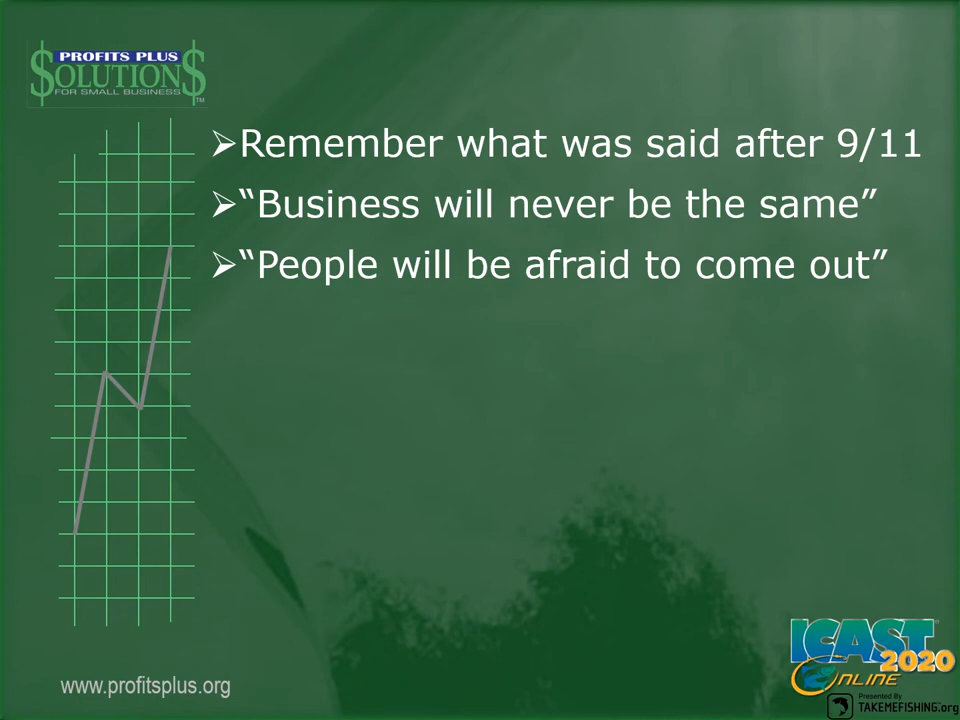 PROFITS PLUS
$OLUTION$
FOR SMALL BUSINESS
TM
➢Remember what was said after 9/11
➢“Business will never be the same”
➢“People will be afraid to come out”
ICAST
2020
ONLINE
www.profitsplus.org
Presented By
TAKEMEFISHING.org